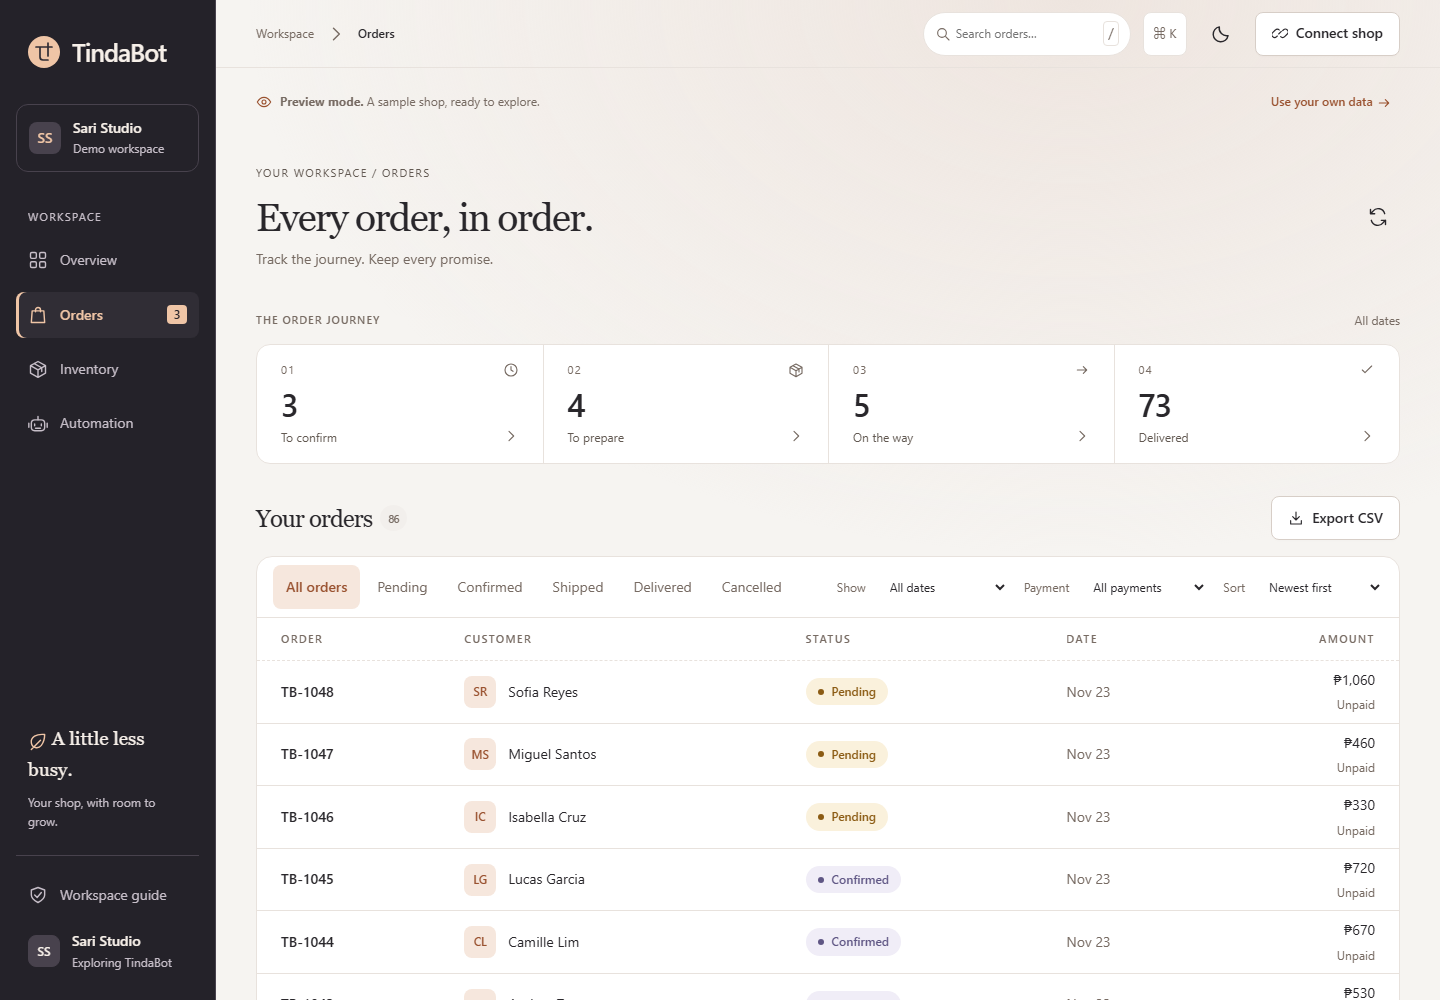 TindaBot
SS
Sari Studio
Demo workspace
WORKSPACE
Overview
Orders
3
Inventory
Automation
A little less
busy.
Your shop, with room to
grow.
Workspace guide
SS
Sari Studio
Exploring TindaBot
Workspace
Orders
Search orders...
/
⌘ K
Connect shop
Preview mode. A sample shop, ready to explore.
Use your own data →
YOUR WORKSPACE / ORDERS
Every order, in order.
Track the journey. Keep every promise.
THE ORDER JOURNEY
All dates
01
3
To confirm
02
4
To prepare
03
5
On the way
04
73
Delivered
Your orders 86
Export CSV
All orders Pending Confirmed Shipped Delivered Cancelled Show All dates Payment All payments Sort Newest first
ORDER CUSTOMER STATUS DATE AMOUNT
TB-1048 SR Sofia Reyes Pending Nov 23 ₱1,060
Unpaid
TB-1047 MS Miguel Santos Pending Nov 23 ₱460
Unpaid
TB-1046 IC Isabella Cruz Pending Nov 23 ₱330
Unpaid
TB-1045 LG Lucas Garcia Confirmed Nov 23 ₱720
Unpaid
TB-1044 CL Camille Lim Confirmed Nov 23 ₱670
Unpaid
₱530